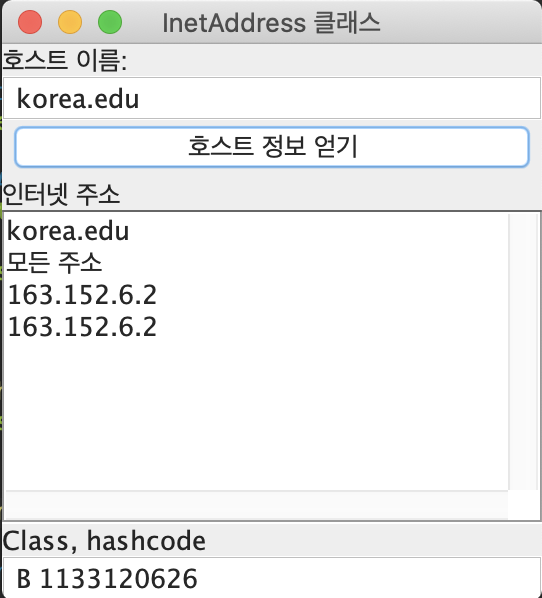 InetAddress 클래스
호스트 이름:
korea.edu
호스트 정보 얻기
인터넷 주소
korea.edu
모든 주소
163.152.6.2
163.152.6.2
Class, hashcode
B 1133120626